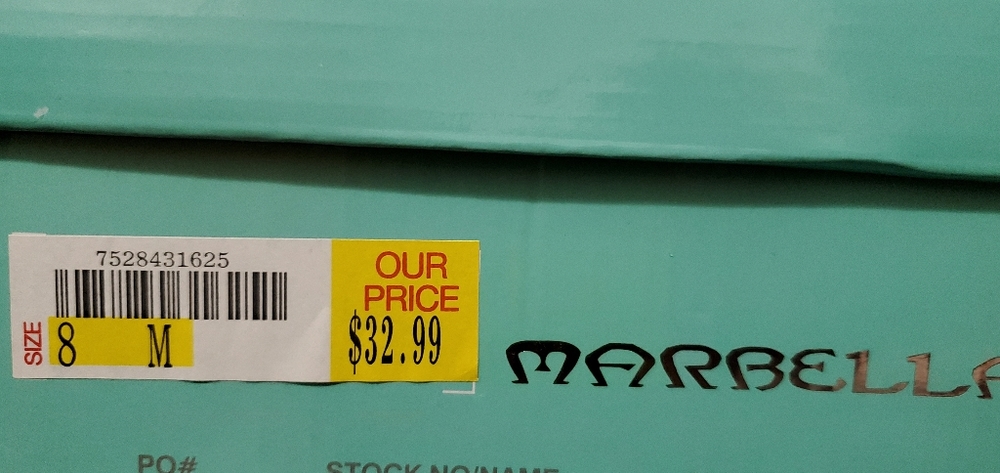 7528431625
SIZE
8 M
OUR
PRICE
$32.99
MARBELLA
PO#
STOCK NO/NAME